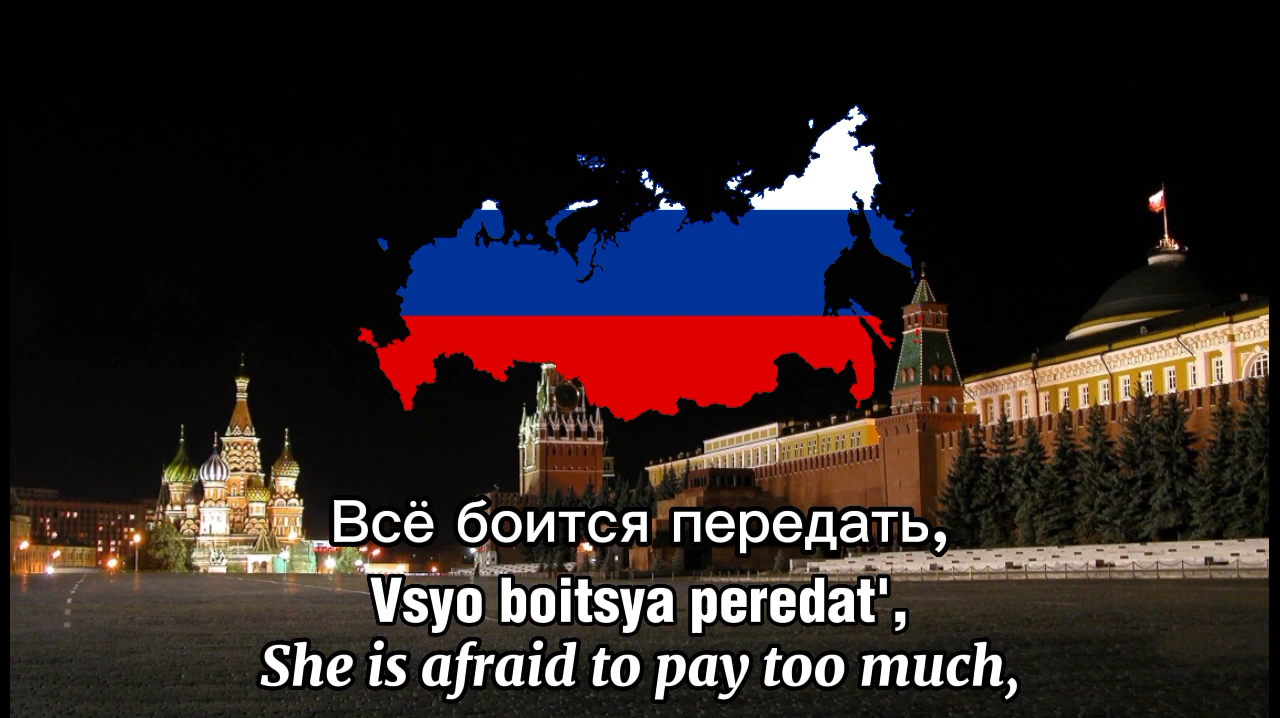 Всё боится передать,
Vsyo boitsya peredat',
She is afraid to pay too much,